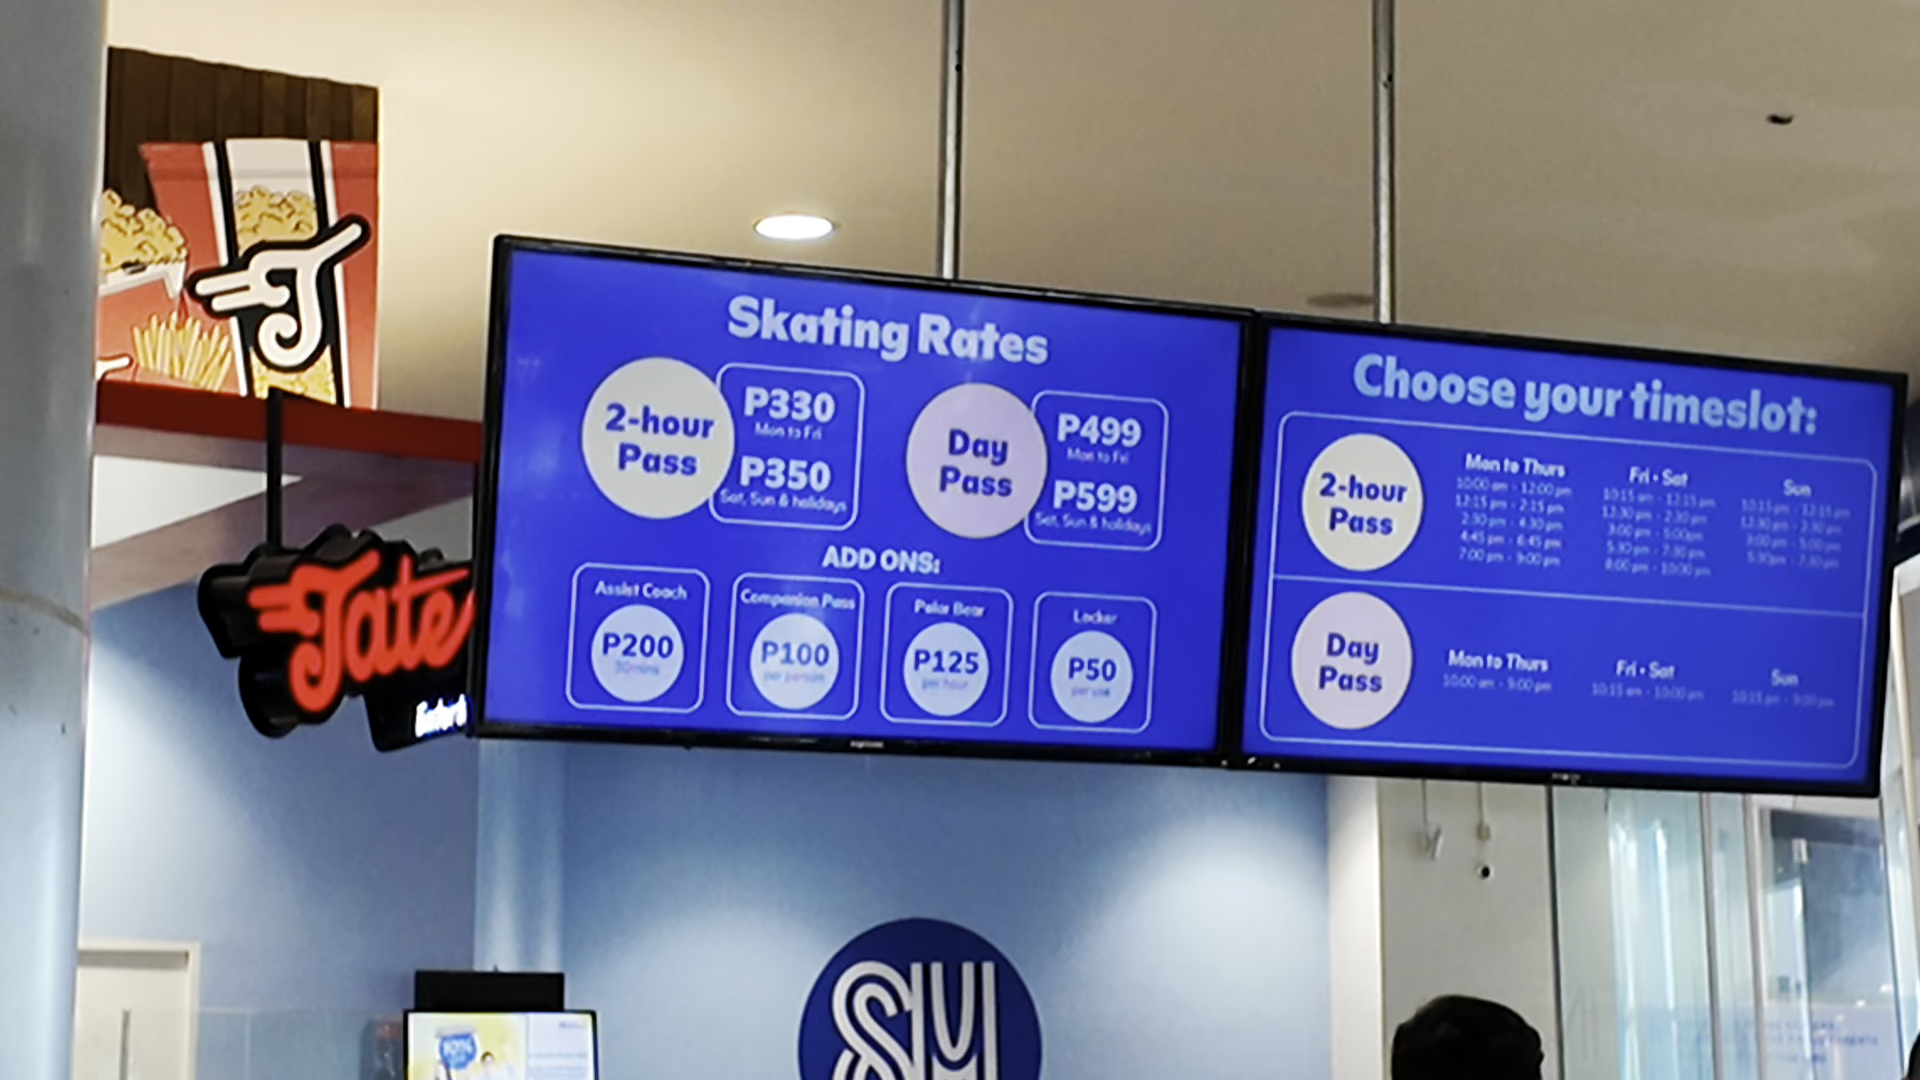 Skating Rates
2-hour
Pass
P330
Mon to Fri
P350
Sat, Sun & holidays
Day
Pass
P499
Mon to Fri
P599
Sat, Sun & holidays
ADD ONS:
Assist Coach
P200
30mins
Companion Pass
P100
per person
Polar Bear
P125
per hour
Locker
P50
per use
Choose your timeslot:
2-hour
Pass
Mon to Thurs
10:00 am - 12:00 pm
12:15 pm - 2:15 pm
2:30 pm - 4:30 pm
4:45 pm - 6:45 pm
7:00 pm - 9:00 pm
Fri • Sat
10:15 am - 12:15 pm
12:30 pm - 2:30 pm
3:00 pm - 5:00pm
5:30 pm - 7:30 pm
8:00 pm - 10:00 pm
Sun
10:15 pm - 12:15 pm
12:30 pm - 2:30 pm
3:00 pm - 5:00 pm
5:30pm - 7:30 pm
Day
Pass
Mon to Thurs
10:00 am - 9:00 pm
Fri • Sat
10:15 am - 10:00 pm
Sun
10:15 pm - 9:00 pm
Tate
SM